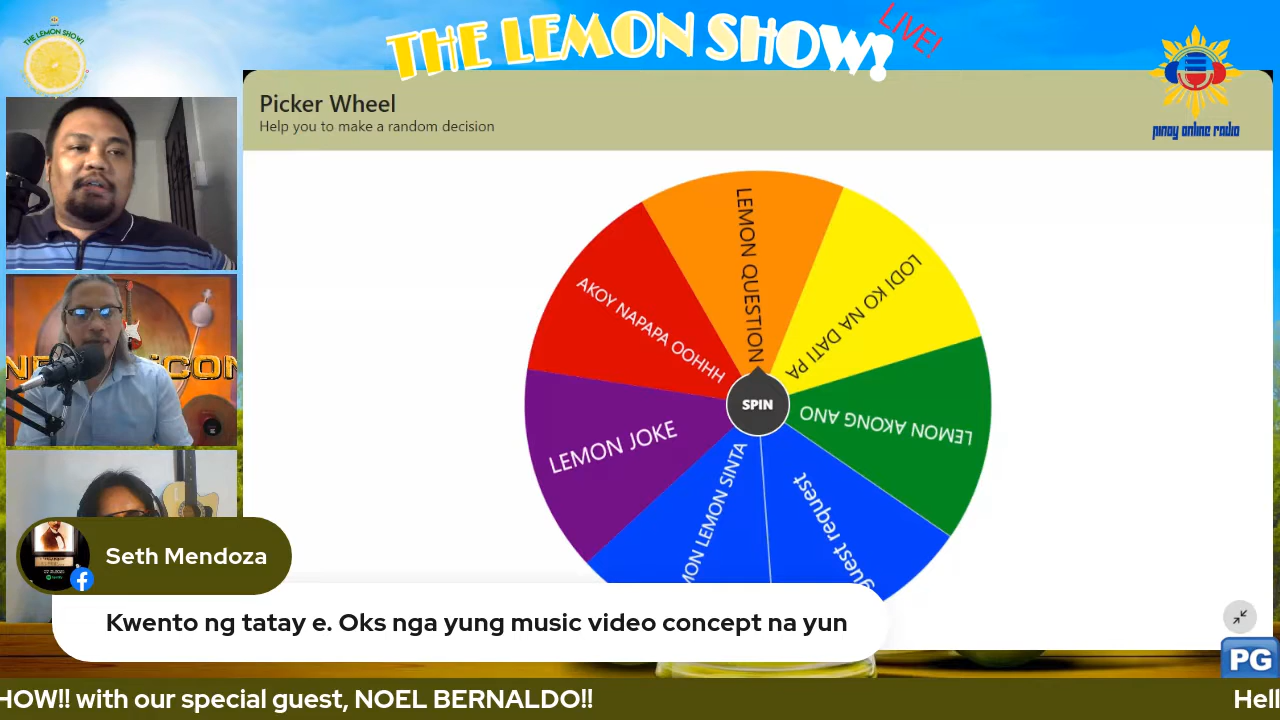 THE LEMON SHOW!
LIVE!
THE LEMON SHOW!
pinoy online radio
Picker Wheel
Help you to make a random decision
LEMON QUESTION
LODI KO NA DATI PA
LEMON AKONG ANO
guest request
MON LEMON SINTA
LEMON JOKE
AKOY NAPAPA OOHHH
SPIN
Seth Mendoza
Kwento ng tatay e. Oks nga yung music video concept na yun
PG
HOW!! with our special guest, NOEL BERNALDO!!
Hell